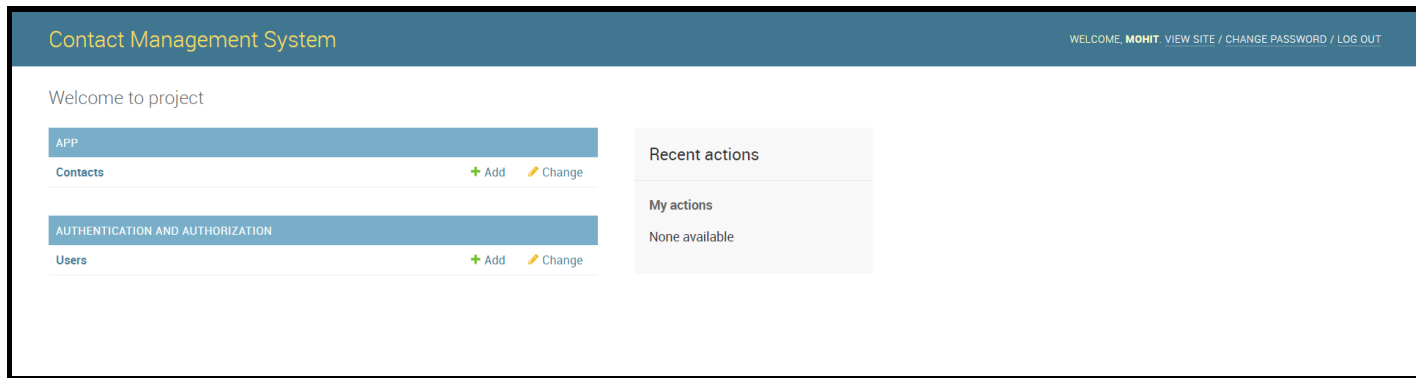 Contact Management System
WELCOME, MOHIT. VIEW SITE / CHANGE PASSWORD / LOG OUT
Welcome to project
APP
Contacts Add Change
AUTHENTICATION AND AUTHORIZATION
Users Add Change
Recent actions
My actions
None available